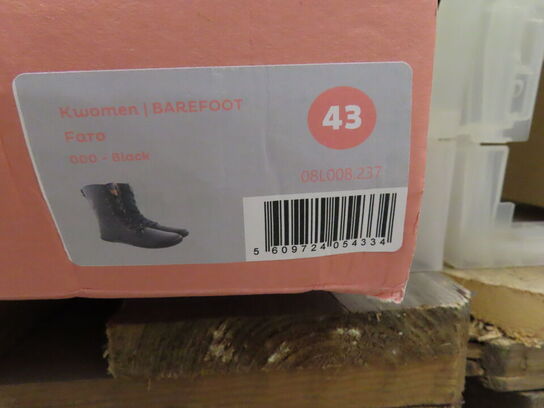 Kwomen | BAREFOOT
Faro
000 - Black
43
08L008.237
5 609724 054334